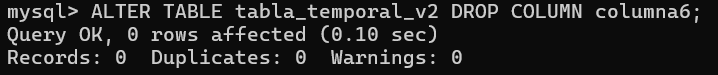 mysql> ALTER TABLE tabla_temporal_v2 DROP COLUMN columna6;
Query OK, 0 rows affected (0.10 sec)
Records: 0  Duplicates: 0  Warnings: 0